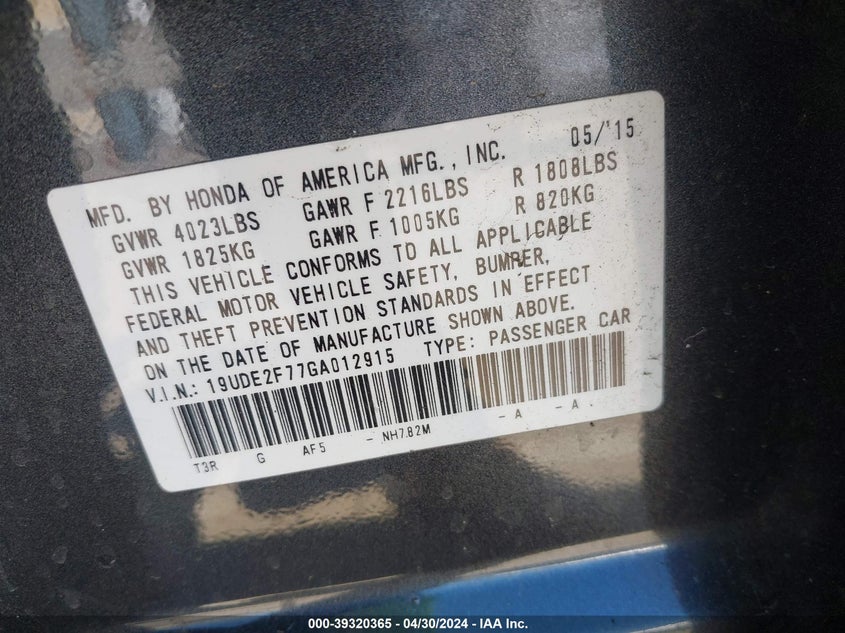 05/'15
MFD. BY HONDA OF AMERICA MFG., INC.
GVWR 4023LBS GAWR F 2216LBS R 1808LBS
GVWR 1825KG GAWR F 1005KG R 820KG
THIS VEHICLE CONFORMS TO ALL APPLICABLE
FEDERAL MOTOR VEHICLE SAFETY, BUMPER,
AND THEFT PREVENTION STANDARDS IN EFFECT
ON THE DATE OF MANUFACTURE SHOWN ABOVE.
V.I.N.: 19UDE2F77GA012915 TYPE: PASSENGER CAR
T3R G AF5 - NH782M - A - A
000-39320365 / 04/30/2024 - IAA Inc.